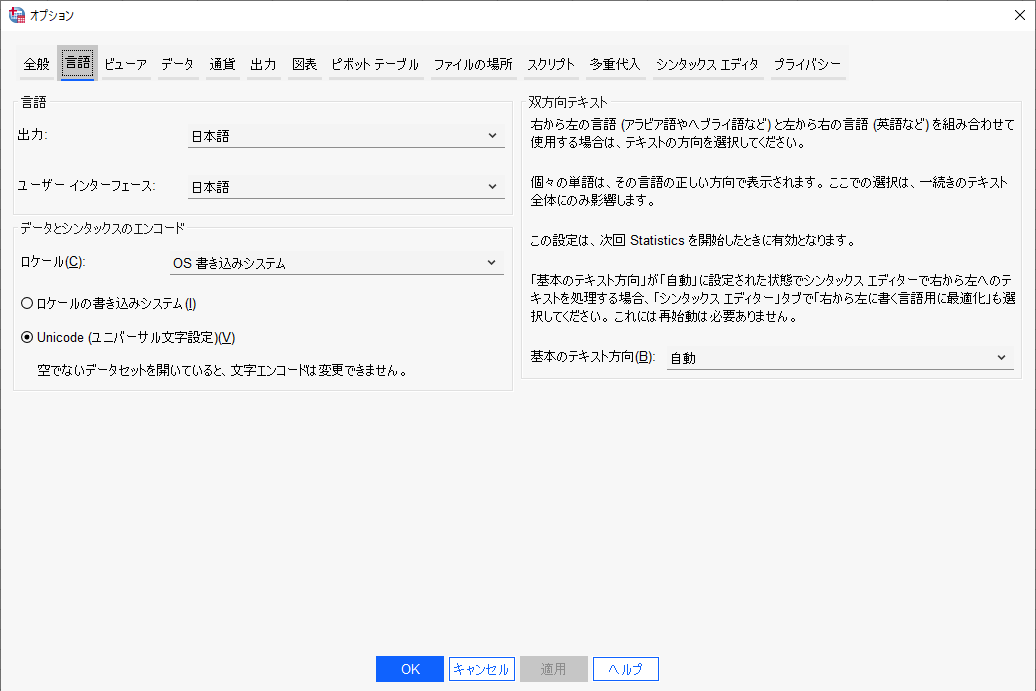 オプション
全般 言語 ビューア データ 通貨 出力 図表 ピボット テーブル ファイルの場所 スクリプト 多重代入 シンタックス エディタ プライバシー
言語
出力: 日本語
ユーザー インターフェース: 日本語
データとシンタックスのエンコード
ロケール(C): OS 書き込みシステム
ロケールの書き込みシステム(I)
Unicode (ユニバーサル文字設定)(V)
空でないデータセットを開いていると、文字エンコードは変更できません。
双方向テキスト
右から左の言語 (アラビア語やヘブライ語など) と左から右の言語 (英語など) を組み合わせて
使用する場合は、テキストの方向を選択してください。
個々の単語は、その言語の正しい方向で表示されます。ここでの選択は、一続きのテキスト
全体にのみ影響します。
この設定は、次回 Statistics を開始したときに有効となります。
「基本のテキスト方向」が「自動」に設定された状態でシンタックス エディターで右から左へのテ
キストを処理する場合、「シンタックス エディター」タブで「右から左に書く言語用に最適化」も選
択してください。これには再始動は必要ありません。
基本のテキスト方向(B): 自動
OK キャンセル 適用 ヘルプ